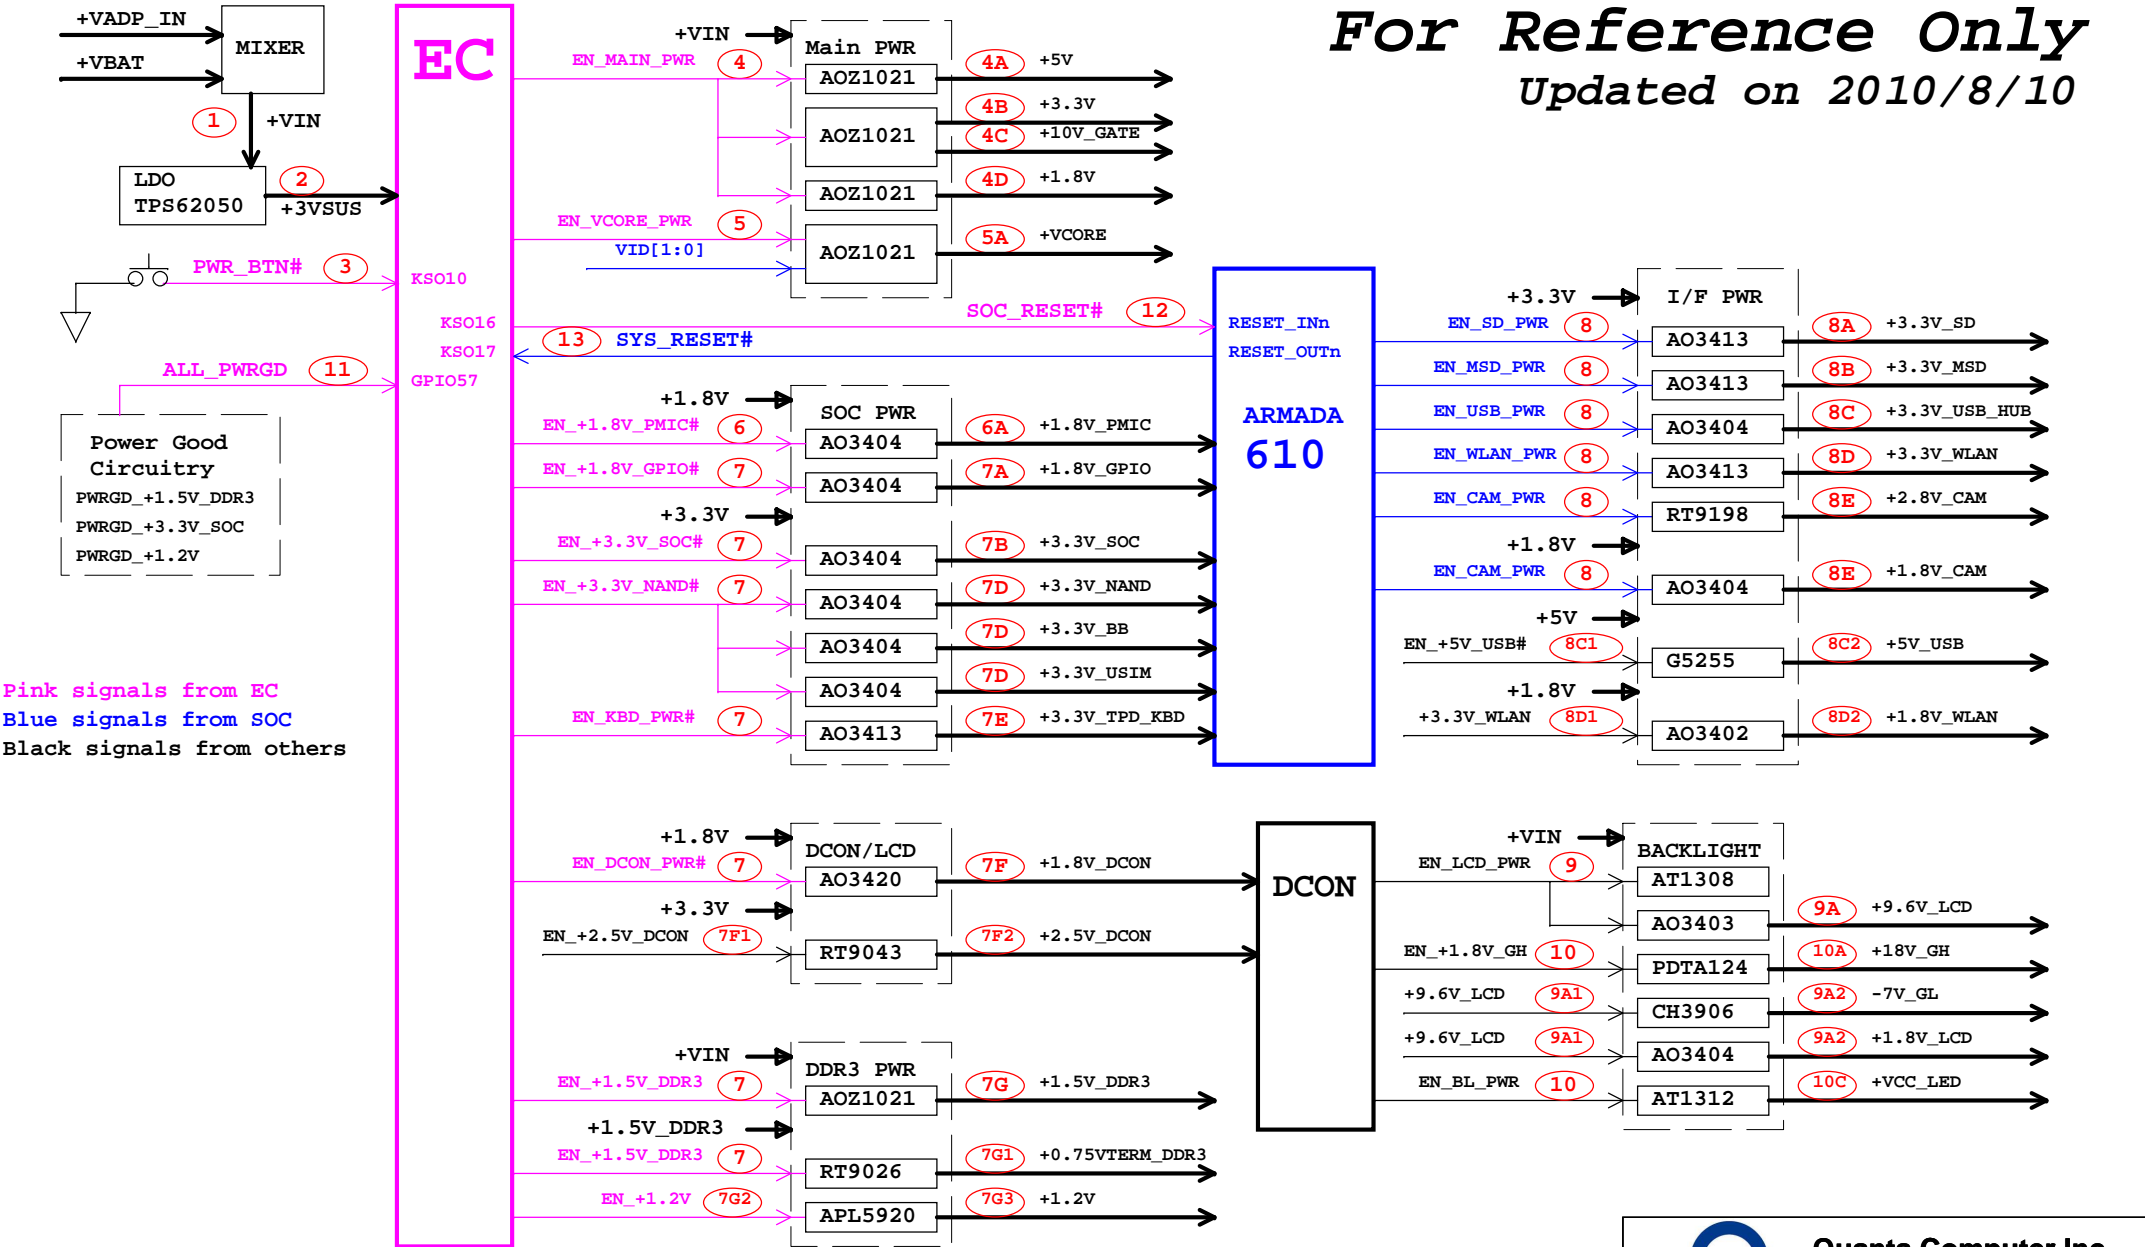 For Reference Only
Updated on 2010/8/10
+VADP_IN
+VBAT
MIXER
1
+VIN
LDO
TPS62050
2
+3VSUS
PWR_BTN#
3
ALL_PWRGD
11
Power Good
Circuitry
PWRGD_+1.5V_DDR3
PWRGD_+3.3V_SOC
PWRGD_+1.2V
Pink signals from EC
Blue signals from SOC
Black signals from others
EC
KSO10
KSO16
KSO17
GPIO57
+VIN
Main PWR
EN_MAIN_PWR
4
AOZ1021
4A
+5V
AOZ1021
4B
+3.3V
4C
+10V_GATE
AOZ1021
4D
+1.8V
EN_VCORE_PWR
5
VID[1:0]
AOZ1021
5A
+VCORE
SOC_RESET#
12
13
SYS_RESET#
+1.8V
SOC PWR
EN_+1.8V_PMIC#
6
AO3404
6A
+1.8V_PMIC
EN_+1.8V_GPIO#
7
AO3404
7A
+1.8V_GPIO
+3.3V
EN_+3.3V_SOC#
7
AO3404
7B
+3.3V_SOC
EN_+3.3V_NAND#
7
AO3404
7D
+3.3V_NAND
AO3404
7D
+3.3V_BB
AO3404
7D
+3.3V_USIM
EN_KBD_PWR#
7
AO3413
7E
+3.3V_TPD_KBD
RESET_INn
RESET_OUTn
ARMADA
610
+3.3V
I/F PWR
EN_SD_PWR
8
AO3413
8A
+3.3V_SD
EN_MSD_PWR
8
AO3413
8B
+3.3V_MSD
EN_USB_PWR
8
AO3404
8C
+3.3V_USB_HUB
EN_WLAN_PWR
8
AO3413
8D
+3.3V_WLAN
EN_CAM_PWR
8
RT9198
8E
+2.8V_CAM
+1.8V
EN_CAM_PWR
8
AO3404
8E
+1.8V_CAM
+5V
EN_+5V_USB#
8C1
G5255
8C2
+5V_USB
+1.8V
+3.3V_WLAN
8D1
AO3402
8D2
+1.8V_WLAN
+1.8V
DCON/LCD
EN_DCON_PWR#
7
AO3420
7F
+1.8V_DCON
+3.3V
EN_+2.5V_DCON
7F1
RT9043
7F2
+2.5V_DCON
DCON
+VIN
BACKLIGHT
EN_LCD_PWR
9
AT1308
AO3403
9A
+9.6V_LCD
EN_+1.8V_GH
10
PDTA124
10A
+18V_GH
+9.6V_LCD
9A1
CH3906
9A2
-7V_GL
+9.6V_LCD
9A1
AO3404
9A2
+1.8V_LCD
EN_BL_PWR
10
AT1312
10C
+VCC_LED
+VIN
DDR3 PWR
EN_+1.5V_DDR3
7
AOZ1021
7G
+1.5V_DDR3
+1.5V_DDR3
EN_+1.5V_DDR3
7
RT9026
7G1
+0.75VTERM_DDR3
EN_+1.2V
7G2
APL5920
7G3
+1.2V
Quanta Computer Inc